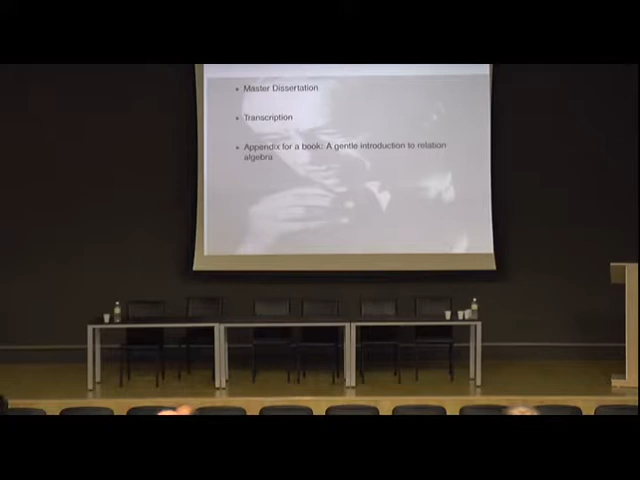 Master Dissertation
Transcription
Appendix for a book: A gentle introduction to relation
algebra